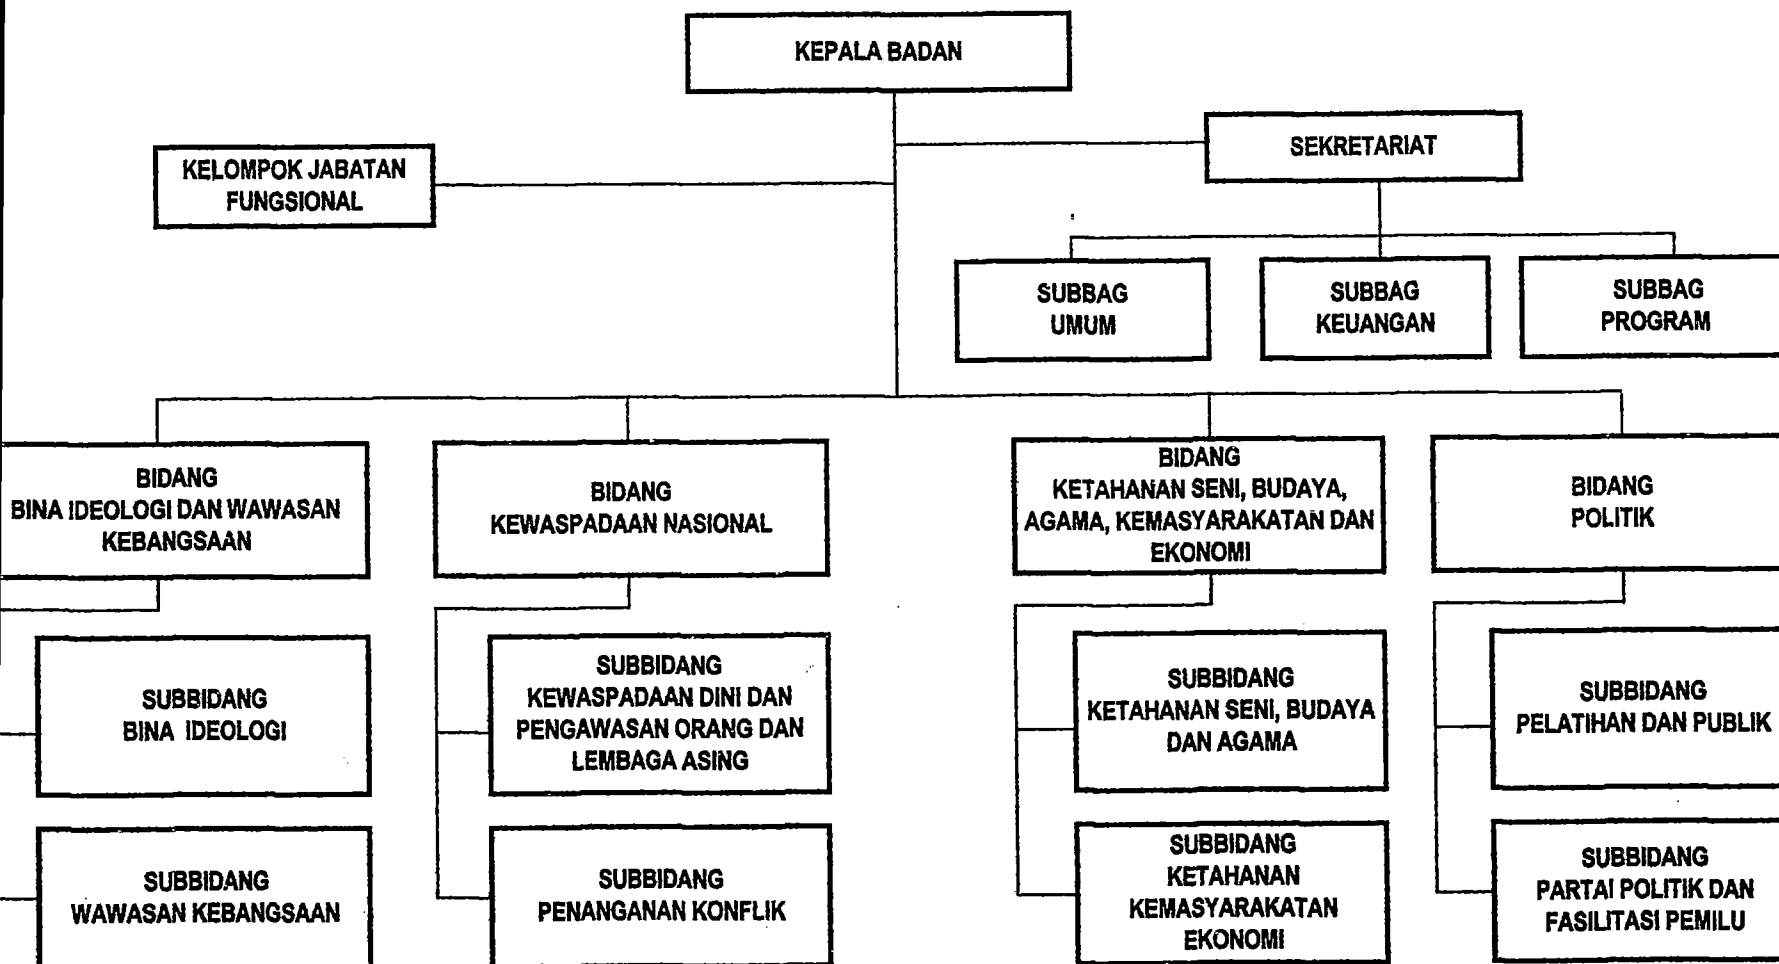 KEPALA BADAN
SEKRETARIAT
KELOMPOK JABATAN
FUNGSIONAL
SUBBAG
UMUM
SUBBAG
KEUANGAN
SUBBAG
PROGRAM
BIDANG
BINA IDEOLOGI DAN WAWASAN
KEBANGSAAN
BIDANG
KEWASPADAAN NASIONAL
BIDANG
KETAHANAN SENI, BUDAYA,
AGAMA, KEMASYARAKATAN DAN
EKONOMI
BIDANG
POLITIK
SUBBIDANG
BINA IDEOLOGI
SUBBIDANG
KEWASPADAAN DINI DAN
PENGAWASAN ORANG DAN
LEMBAGA ASING
SUBBIDANG
KETAHANAN SENI, BUDAYA
DAN AGAMA
SUBBIDANG
PELATIHAN DAN PUBLIK
SUBBIDANG
WAWASAN KEBANGSAAN
SUBBIDANG
PENANGANAN KONFLIK
SUBBIDANG
KETAHANAN
KEMASYARAKATAN
EKONOMI
SUBBIDANG
PARTAI POLITIK DAN
FASILITASI PEMILU